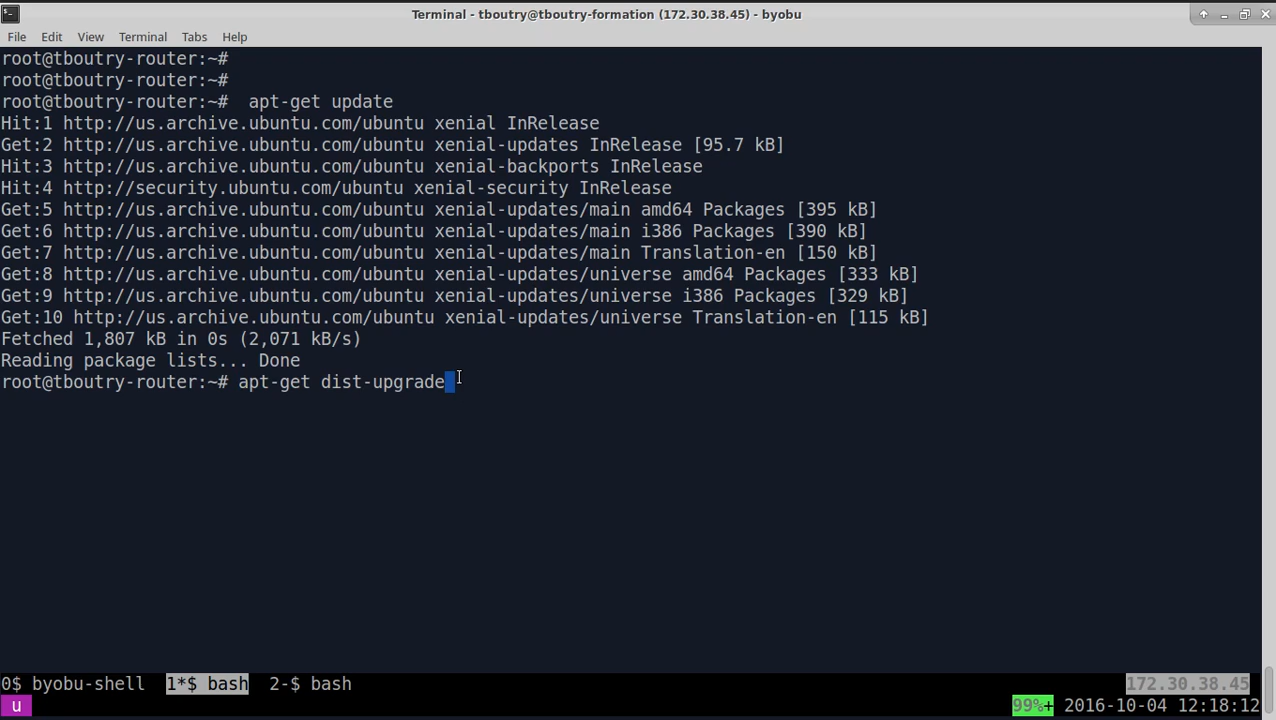 Terminal - tboutry@tboutry-formation (172.30.38.45) - byobu
File Edit View Terminal Tabs Help
root@tboutry-router:~#
root@tboutry-router:~#
root@tboutry-router:~#  apt-get update
Hit:1 http://us.archive.ubuntu.com/ubuntu xenial InRelease
Get:2 http://us.archive.ubuntu.com/ubuntu xenial-updates InRelease [95.7 kB]
Hit:3 http://us.archive.ubuntu.com/ubuntu xenial-backports InRelease
Hit:4 http://security.ubuntu.com/ubuntu xenial-security InRelease
Get:5 http://us.archive.ubuntu.com/ubuntu xenial-updates/main amd64 Packages [395 kB]
Get:6 http://us.archive.ubuntu.com/ubuntu xenial-updates/main i386 Packages [390 kB]
Get:7 http://us.archive.ubuntu.com/ubuntu xenial-updates/main Translation-en [150 kB]
Get:8 http://us.archive.ubuntu.com/ubuntu xenial-updates/universe amd64 Packages [333 kB]
Get:9 http://us.archive.ubuntu.com/ubuntu xenial-updates/universe i386 Packages [329 kB]
Get:10 http://us.archive.ubuntu.com/ubuntu xenial-updates/universe Translation-en [115 kB]
Fetched 1,807 kB in 0s (2,071 kB/s)
Reading package lists... Done
root@tboutry-router:~# apt-get dist-upgrade
0$ byobu-shell  1*$ bash  2-$ bash 172.30.38.45
u 99%+ 2016-10-04 12:18:12